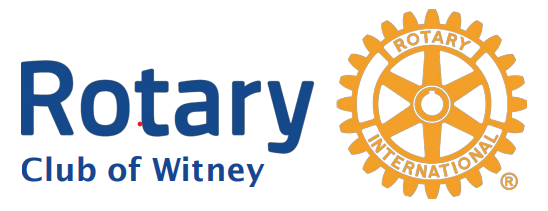 Rotary
Club of Witney
ROTARY
INTERNATIONAL
®